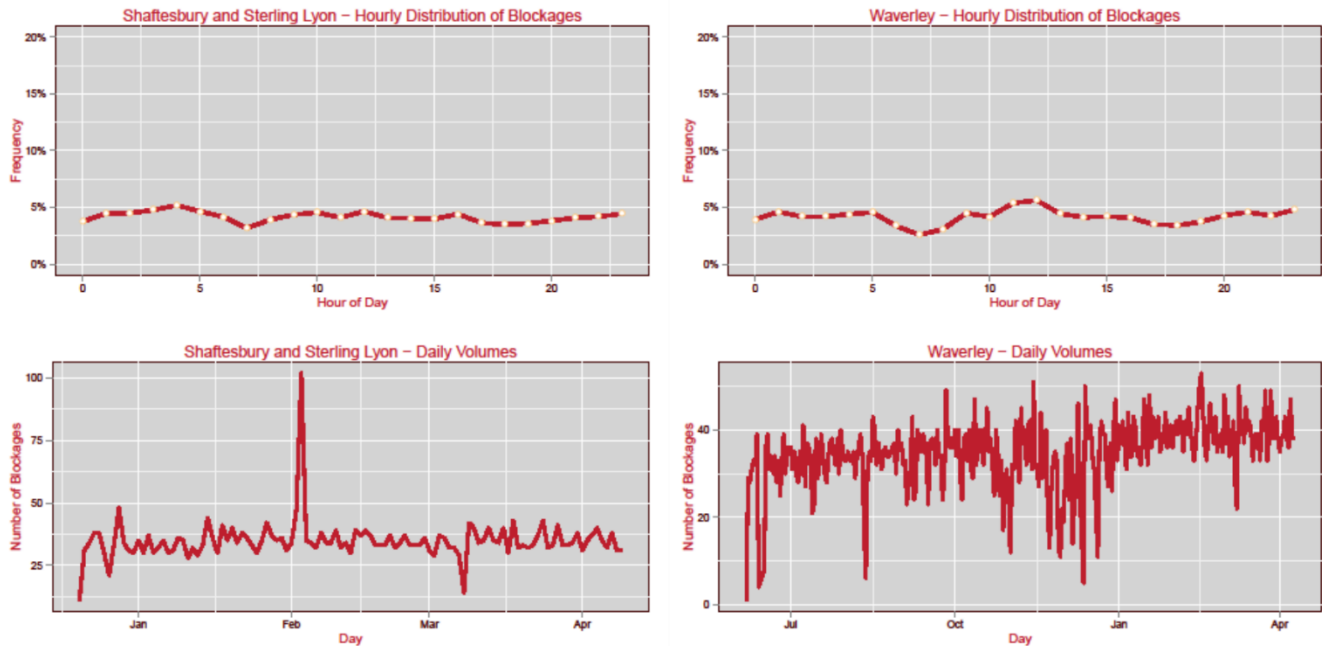 Shaftesbury and Sterling Lyon – Hourly Distribution of Blockages
20%
15%
10%
5%
0%
Frequency
0 5 10 15 20
Hour of Day
Waverley – Hourly Distribution of Blockages
20%
15%
10%
5%
0%
Frequency
0 5 10 15 20
Hour of Day
Shaftesbury and Sterling Lyon – Daily Volumes
100
75
50
25
Number of Blockages
Jan Feb Mar Apr
Day
Waverley – Daily Volumes
40
20
0
Number of Blockages
Jul Oct Jan Apr
Day